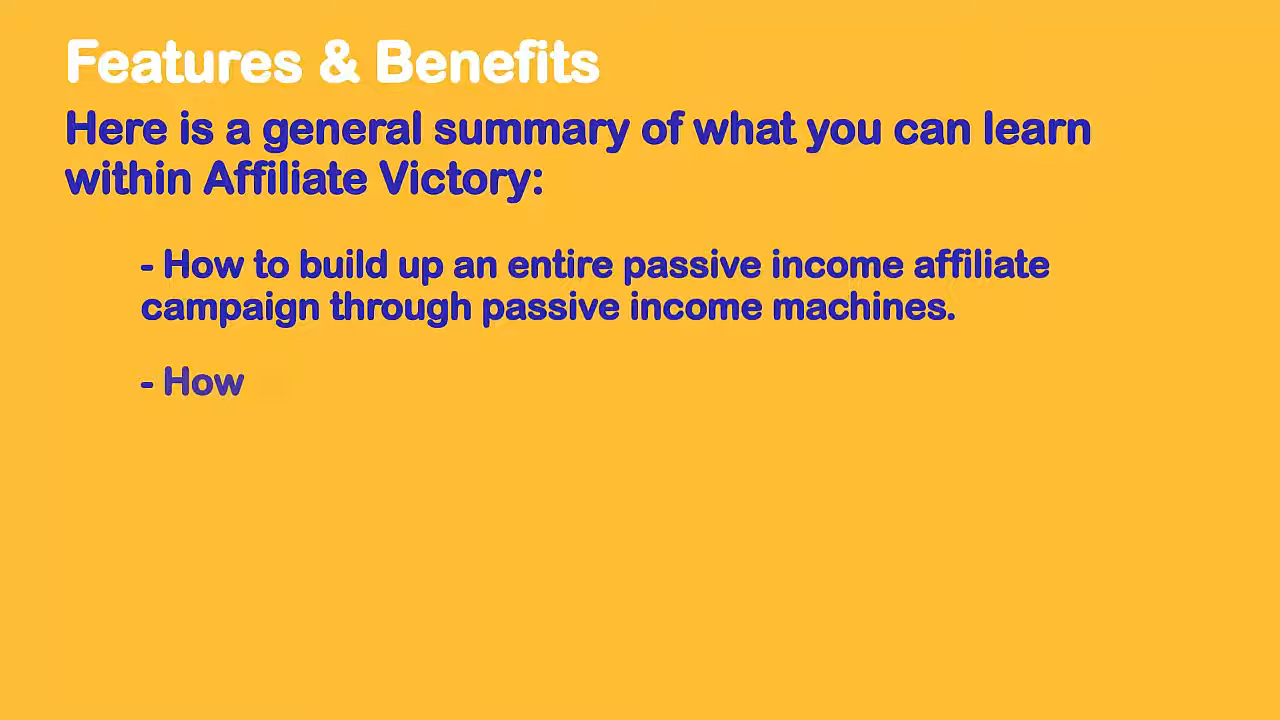 Features & Benefits
Here is a general summary of what you can learn
within Affiliate Victory:
- How to build up an entire passive income affiliate
campaign through passive income machines.
- How